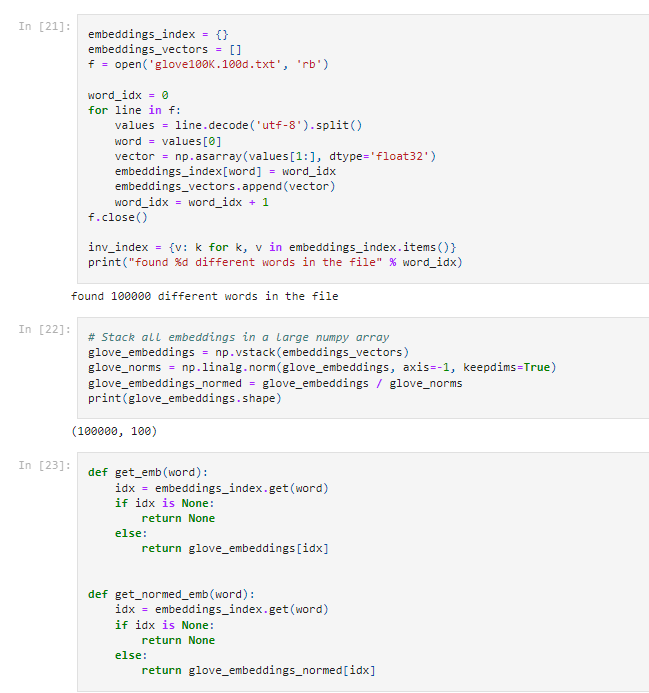 In [21]:
embeddings_index = {}
embeddings_vectors = []
f = open('glove100K.100d.txt', 'rb')

word_idx = 0
for line in f:
    values = line.decode('utf-8').split()
    word = values[0]
    vector = np.asarray(values[1:], dtype='float32')
    embeddings_index[word] = word_idx
    embeddings_vectors.append(vector)
    word_idx = word_idx + 1
f.close()

inv_index = {v: k for k, v in embeddings_index.items()}
print("found %d different words in the file" % word_idx)
found 100000 different words in the file
In [22]:
# Stack all embeddings in a large numpy array
glove_embeddings = np.vstack(embeddings_vectors)
glove_norms = np.linalg.norm(glove_embeddings, axis=-1, keepdims=True)
glove_embeddings_normed = glove_embeddings / glove_norms
print(glove_embeddings.shape)
(100000, 100)
In [23]:
def get_emb(word):
    idx = embeddings_index.get(word)
    if idx is None:
        return None
    else:
        return glove_embeddings[idx]


def get_normed_emb(word):
    idx = embeddings_index.get(word)
    if idx is None:
        return None
    else:
        return glove_embeddings_normed[idx]